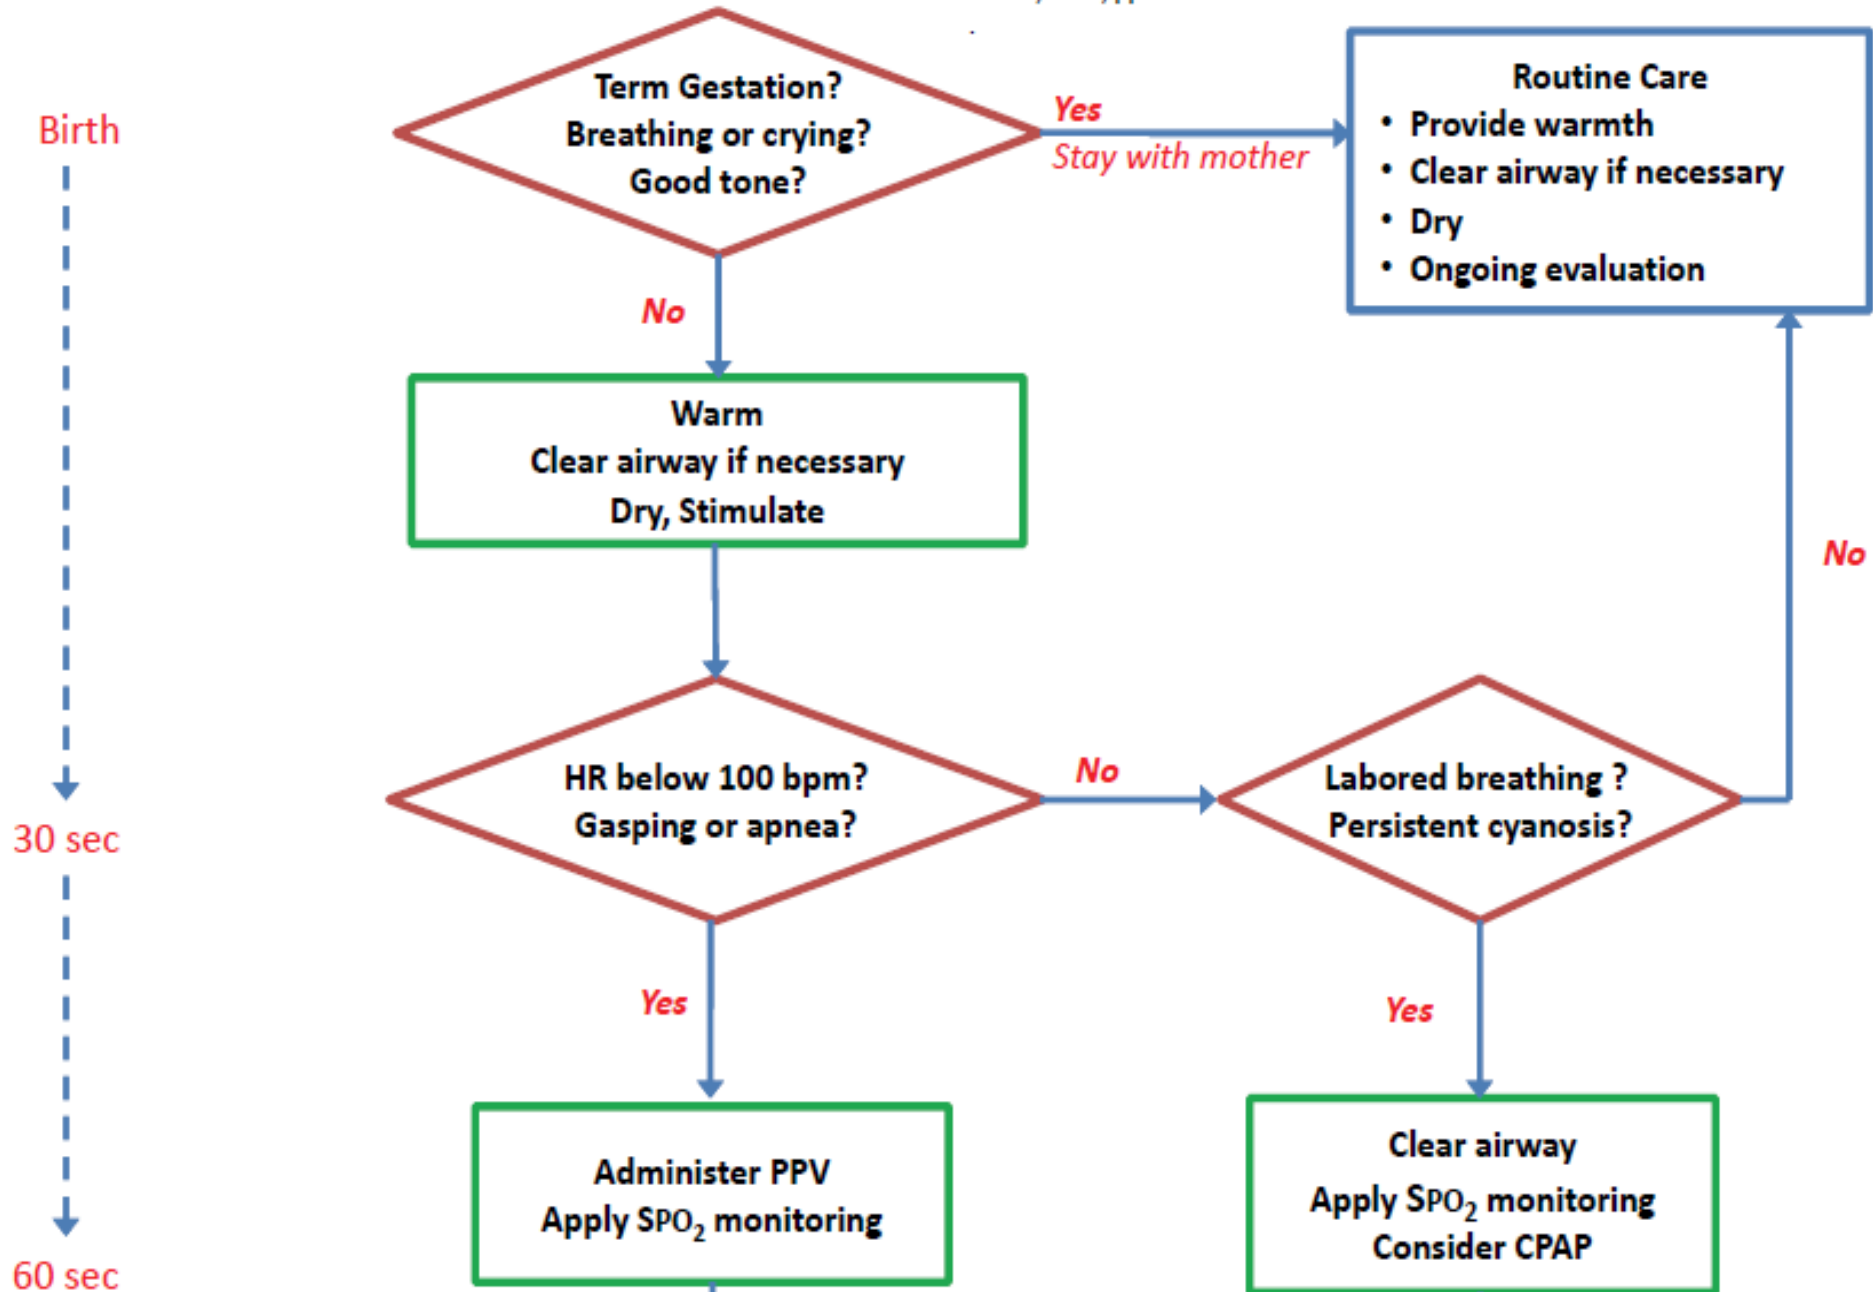 Term Gestation?
Breathing or crying?
Good tone?
Yes
Stay with mother
Routine Care
• Provide warmth
• Clear airway if necessary
• Dry
• Ongoing evaluation
Birth
No
Warm
Clear airway if necessary
Dry, Stimulate
No
HR below 100 bpm?
Gasping or apnea?
No
Labored breathing ?
Persistent cyanosis?
30 sec
Yes
Yes
Administer PPV
Apply SPO₂ monitoring
Clear airway
Apply SPO₂ monitoring
Consider CPAP
60 sec